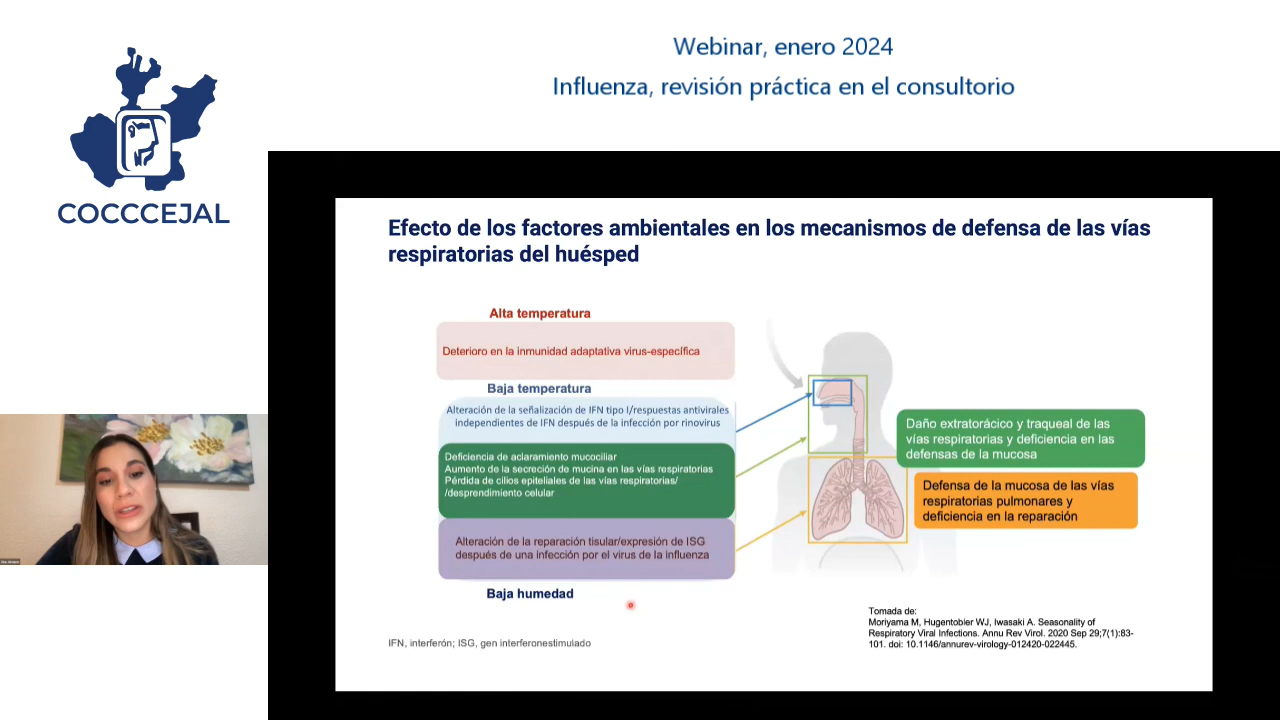 Webinar, enero 2024
Influenza, revisión práctica en el consultorio
COCCCEJAL
Efecto de los factores ambientales en los mecanismos de defensa de las vías
respiratorias del huésped
Alta temperatura
Deterioro en la inmunidad adaptativa virus-específica
Baja temperatura
Alteración de la señalización de IFN tipo I/respuestas antivirales
independientes de IFN después de la infección por rinovirus
Deficiencia de aclaramiento mucociliar
Aumento de la secreción de mucina en las vías respiratorias
Pérdida de cilios epiteliales de las vías respiratorias/
/desprendimiento celular
Alteración de la reparación tisular/expresión de ISG
después de una infección por el virus de la influenza
Baja humedad
Daño extratorácico y traqueal de las
vías respiratorias y deficiencia en las
defensas de la mucosa
Defensa de la mucosa de las vías
respiratorias pulmonares y
deficiencia en la reparación
IFN, interferón; ISG, gen interferonestimulado
Tomada de:
Moriyama M, Hugentobier WJ, Iwasaki A. Seasonality of
Respiratory Viral Infections. Annu Rev Virol. 2020 Sep 29;7(1):83-
101. doi: 10.1146/annurev-virology-012420-022445.